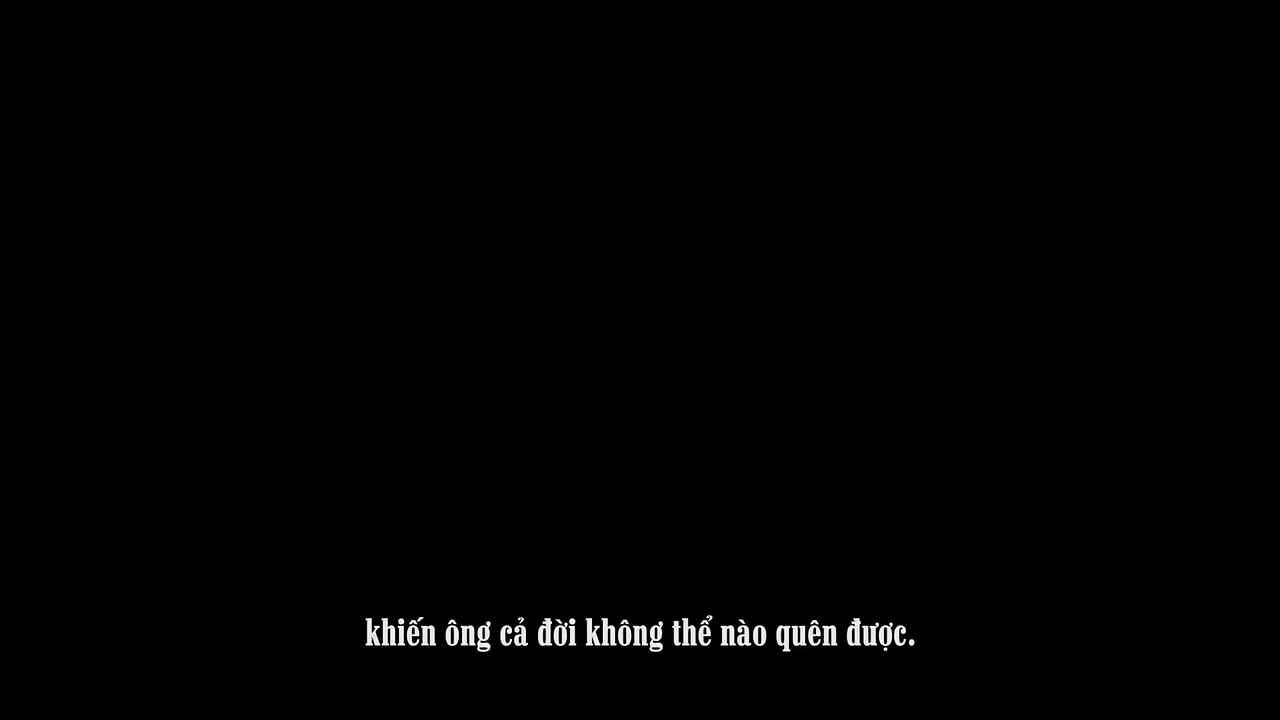 khiến ông cả đời không thể nào quên được.